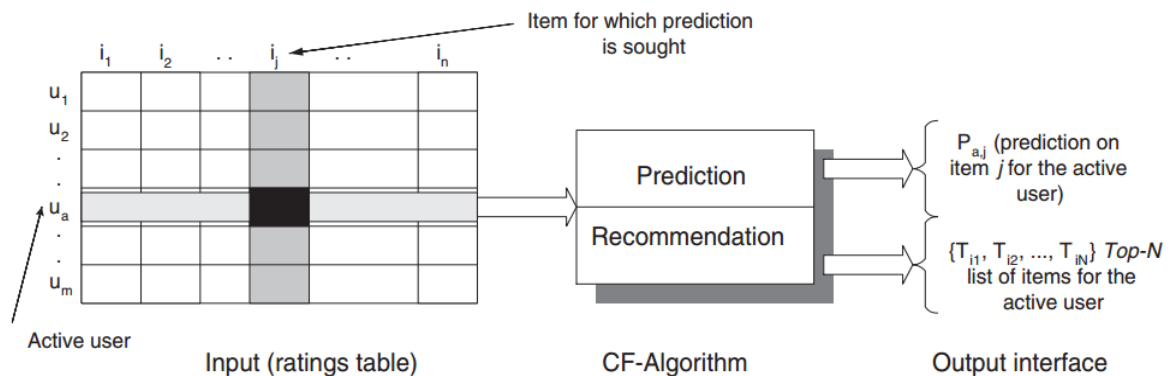 Item for which prediction
is sought
i1 i2 . . ij . . in
u1
u2
.
.
ua
.
.
um
Active user
Input (ratings table)
Prediction
Recommendation
CF-Algorithm
Pa,j (prediction on
item j for the active
user)
{Ti1, Ti2, ..., TiN} Top-N
list of items for the
active user
Output interface